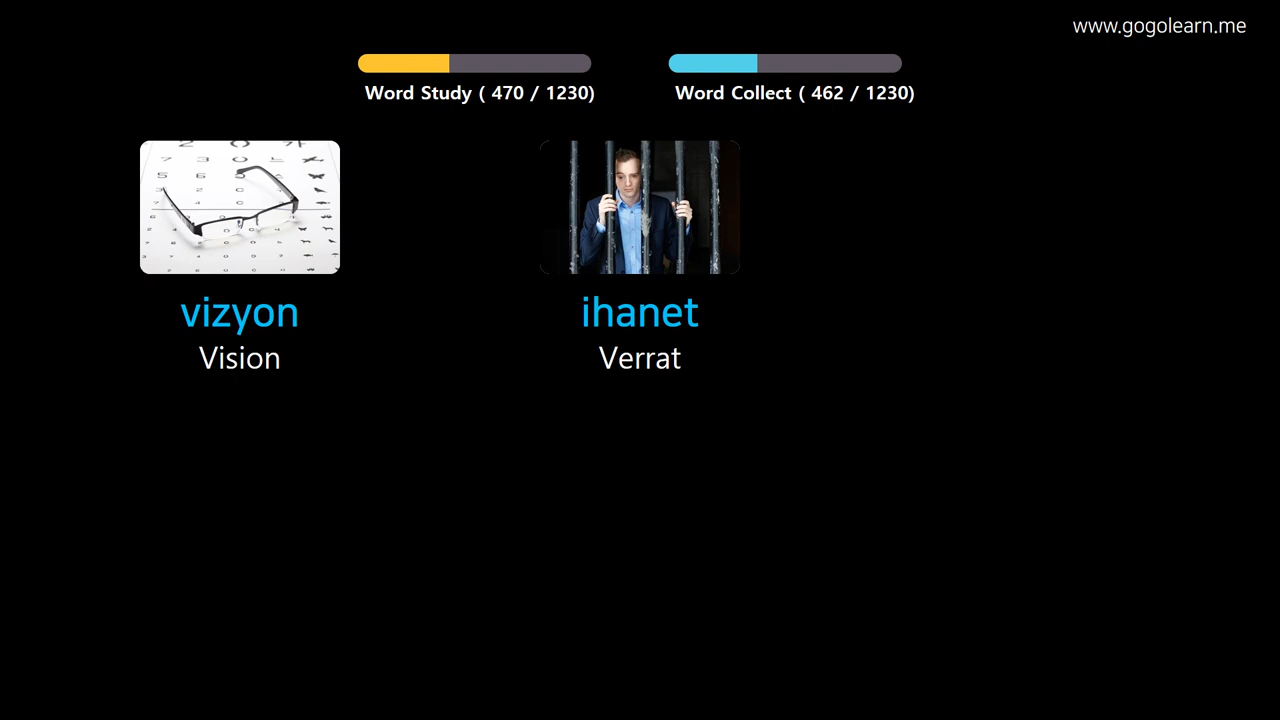 www.gogolearn.me
Word Study ( 470 / 1230)
Word Collect ( 462 / 1230)
vizyon
Vision
ihanet
Verrat